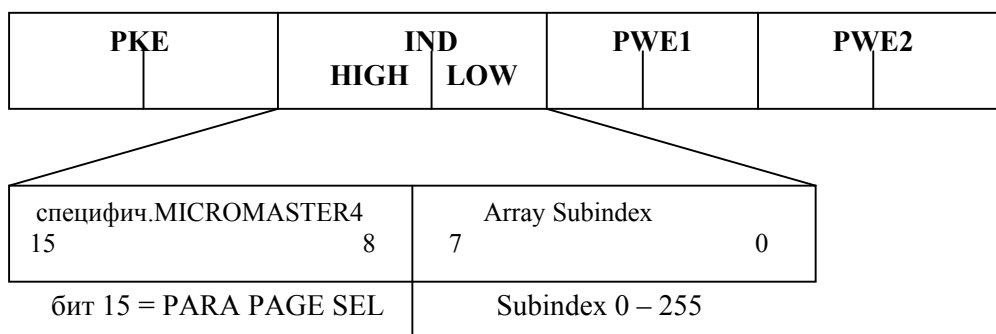 PKE IND PWE1 PWE2
HIGH LOW
специфич.MICROMASTER4 Array Subindex
15 8 7 0
бит 15 = PARA PAGE SEL Subindex 0 – 255